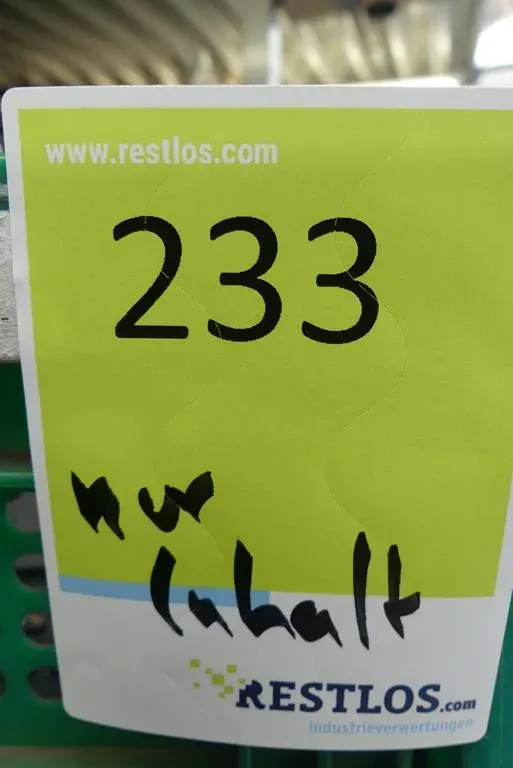 www.restlos.com
233
nur
Inhalt
RESTLOS.com
Industrieverwertungen